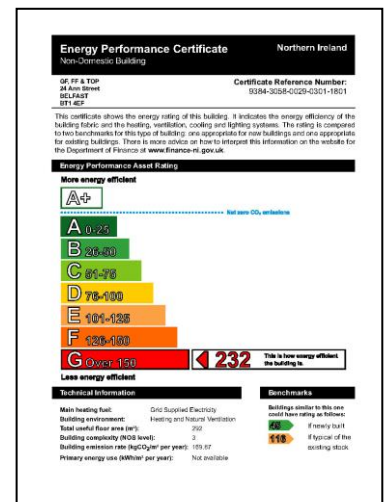 Energy Performance Certificate
Northern Ireland
Non-Domestic Building
GF, FF & TOP
24 Ann Street
BELFAST
BT1 4EF
Certificate Reference Number:
9384-3058-0029-0301-1801
This certificate shows the energy rating of this building. It indicates the energy efficiency of the
building fabric and the heating, ventilation, cooling and lighting systems. The rating is compared
to two benchmarks for this type of building: one appropriate for new buildings and one appropriate
for existing buildings. There is more advice on how to interpret this information on the website for
the Department of Finance at www.finance-ni.gov.uk.
Energy Performance Asset Rating
More energy efficient
A+
Net zero CO₂ emissions
A 0-25
B 26-50
C 51-75
D 76-100
E 101-125
F 126-150
G Over 150
232
This is how energy efficient
the building is.
Less energy efficient
Technical Information
Main heating fuel: Grid Supplied Electricity
Building environment: Heating and Natural Ventilation
Total useful floor area (m²): 292
Building complexity (NOS level): 3
Building emission rate (kgCO₂/m² per year): 169.67
Primary energy use (kWh/m² per year): Not available
Benchmarks
Buildings similar to this one
could have rating as follows:
If newly built
116
If typical of the
existing stock